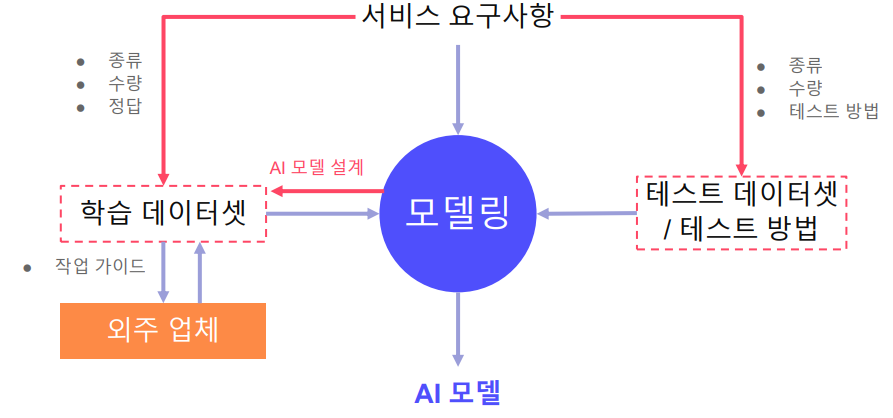 서비스 요구사항
● 종류
● 수량
● 정답
● 종류
● 수량
● 테스트 방법
AI 모델 설계
학습 데이터셋
모델링
테스트 데이터셋
/ 테스트 방법
● 작업 가이드
외주 업체
AI 모델